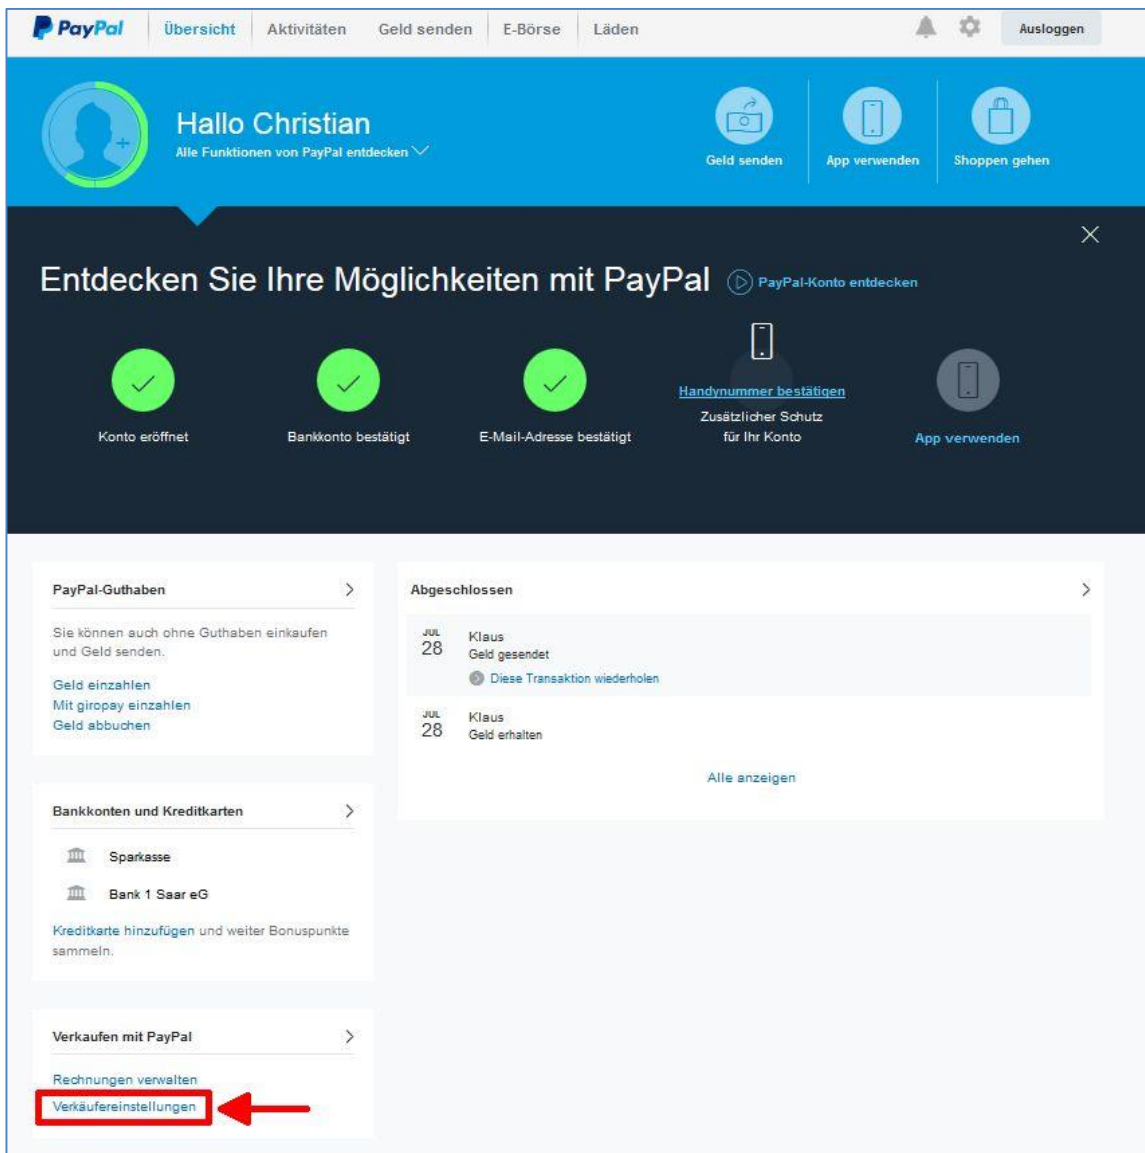 PayPal
Übersicht
Aktivitäten
Geld senden
E-Börse
Läden
Ausloggen
Hallo Christian
Alle Funktionen von PayPal entdecken
Geld senden
App verwenden
Shoppen gehen
Entdecken Sie Ihre Möglichkeiten mit PayPal
PayPal-Konto entdecken
Konto eröffnet
Bankkonto bestätigt
E-Mail-Adresse bestätigt
Handynummer bestätigen
Zusätzlicher Schutz
für Ihr Konto
App verwenden
PayPal-Guthaben
Sie können auch ohne Guthaben einkaufen
und Geld senden.
Geld einzahlen
Mit giropay einzahlen
Geld abbuchen
Bankkonten und Kreditkarten
Sparkasse
Bank 1 Saar eG
Kreditkarte hinzufügen und weiter Bonuspunkte
sammeln.
Verkaufen mit PayPal
Rechnungen verwalten
Verkäufereinstellungen
Abgeschlossen
JUL
28
Klaus
Geld gesendet
Diese Transaktion wiederholen
JUL
28
Klaus
Geld erhalten
Alle anzeigen